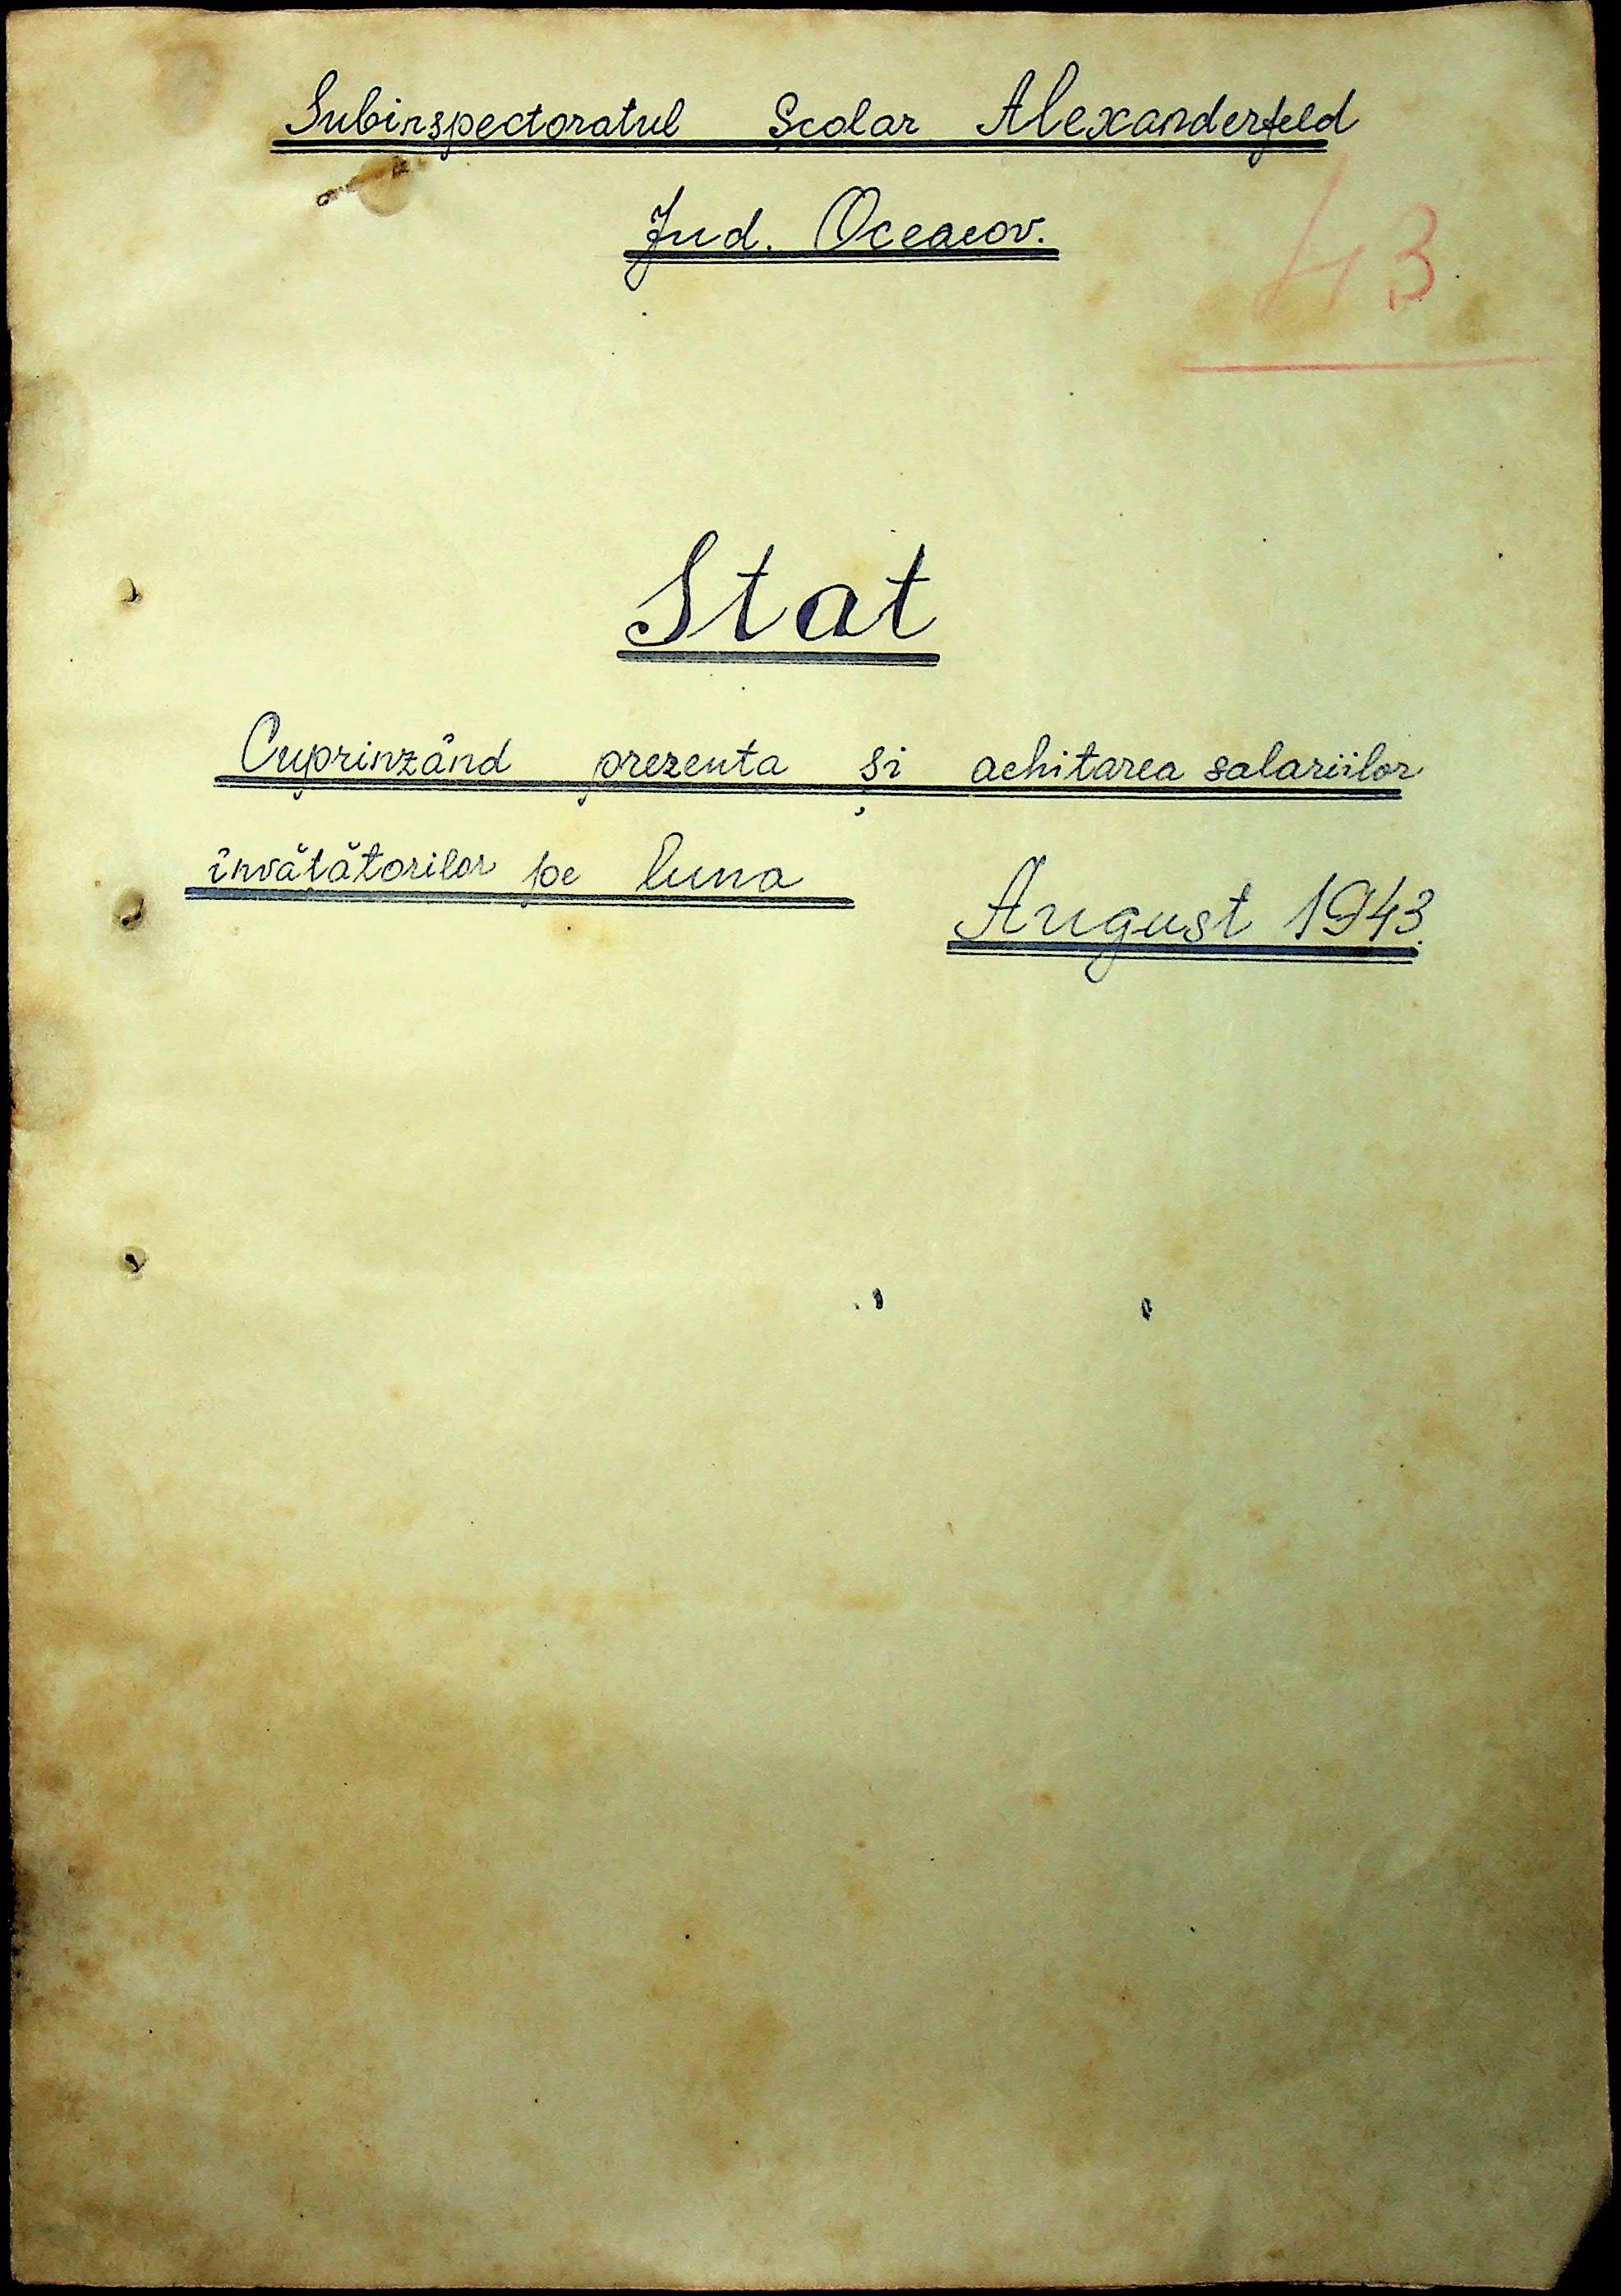 Subinspectoratul Școlar Alexanderfeld
Jud. Oceacov.
43
Stat
Cuprinzând prezenta și achitarea salariilor
învățătorilor pe luna
August 1943.